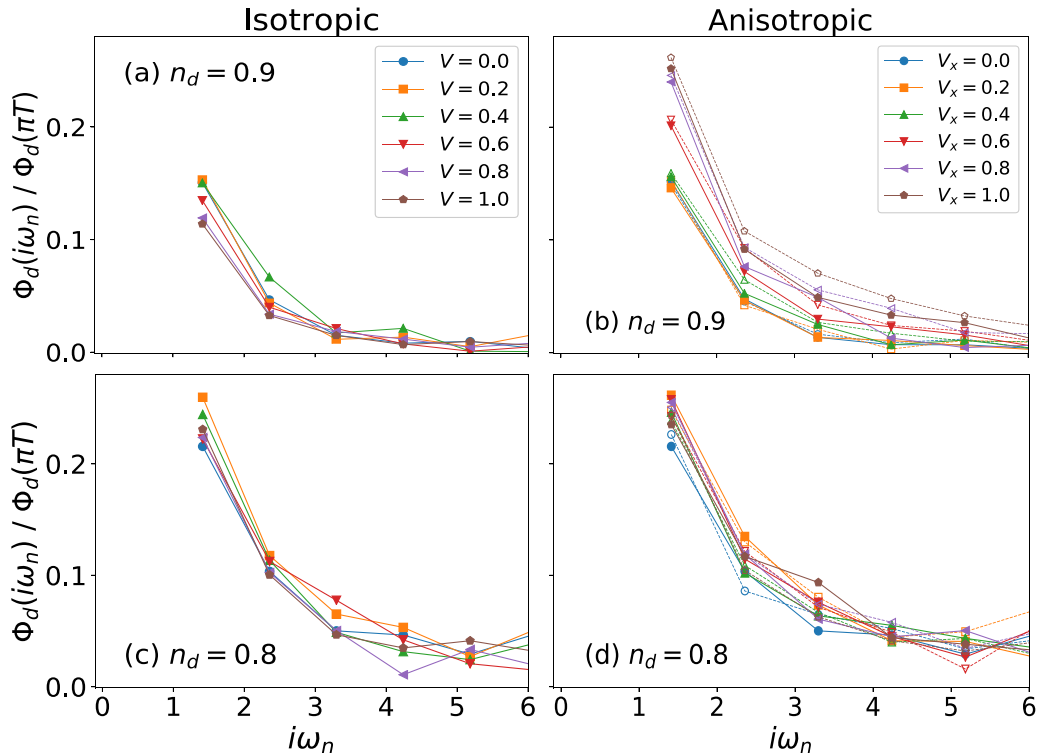 Isotropic
Anisotropic
(a) n_d = 0.9
V = 0.0
V = 0.2
V = 0.4
V = 0.6
V = 0.8
V = 1.0
V_x = 0.0
V_x = 0.2
V_x = 0.4
V_x = 0.6
V_x = 0.8
V_x = 1.0
(b) n_d = 0.9
Φ_d(iω_n) / Φ_d(πT)
0.2
0.1
0.0
(c) n_d = 0.8
(d) n_d = 0.8
Φ_d(iω_n) / Φ_d(πT)
0.2
0.1
0.0
0 1 2 3 4 5 6
0 1 2 3 4 5 6
iω_n
iω_n